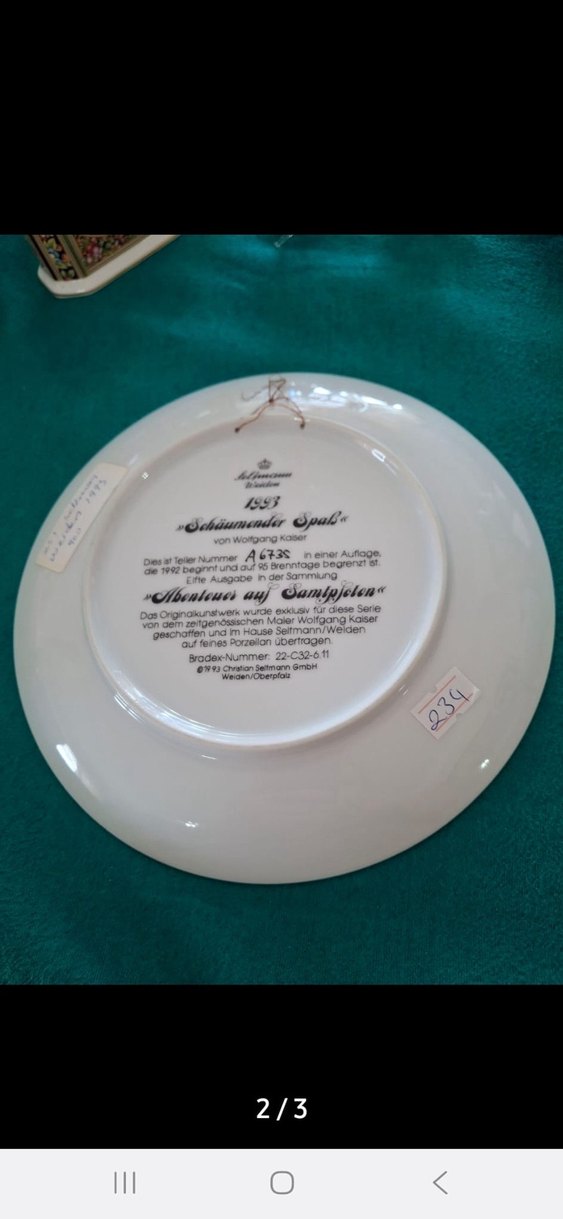 Seltmann
Weiden
1993
»Schäumender Spaß«
von Wolfgang Kaiser
Dies ist Teller Nummer A673S in einer Auflage,
die 1992 beginnt und auf 95 Brenntage begrenzt ist.
Elfte Ausgabe in der Sammlung
»Abenteuer auf Samtpfoten«
Das Originalkunstwerk wurde exklusiv für diese Serie
von dem zeitgenössischen Maler Wolfgang Kaiser
geschaffen und im Hause Seltmann/Weiden
auf feines Porzellan übertragen.
Bradex-Nummer: 22-C32-6.11
©1993 Christian Seltmann GmbH
Weiden/Oberpfalz
Weiden 1993
234
2/3